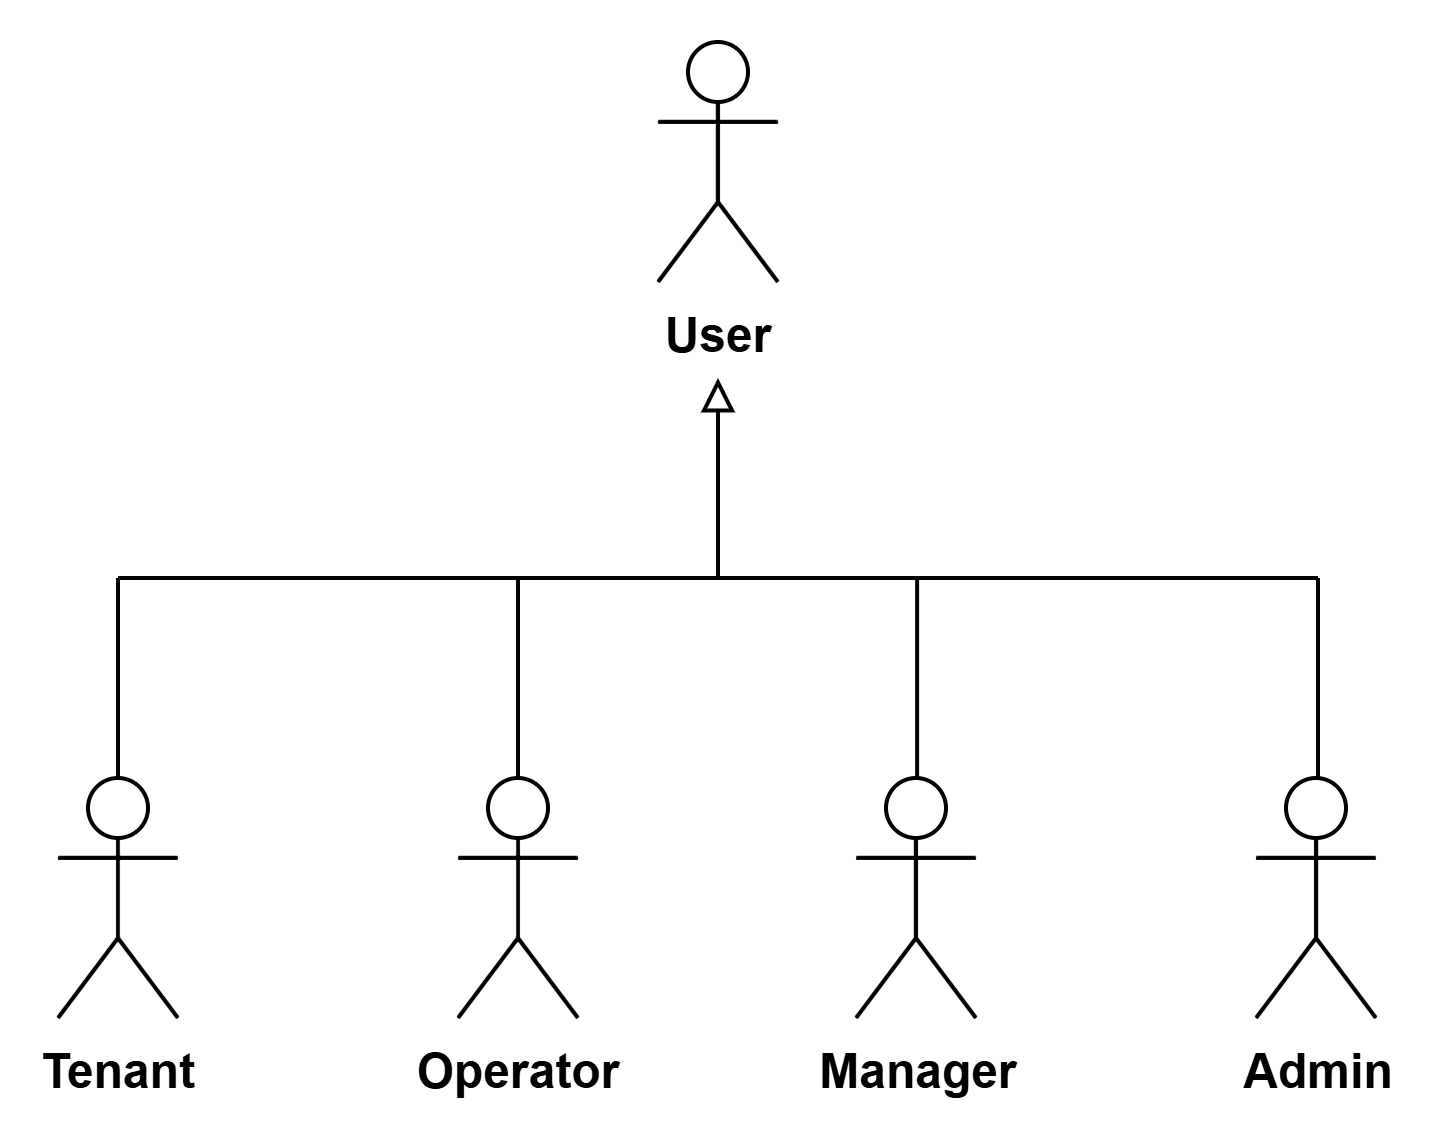 User
Tenant
Operator
Manager
Admin